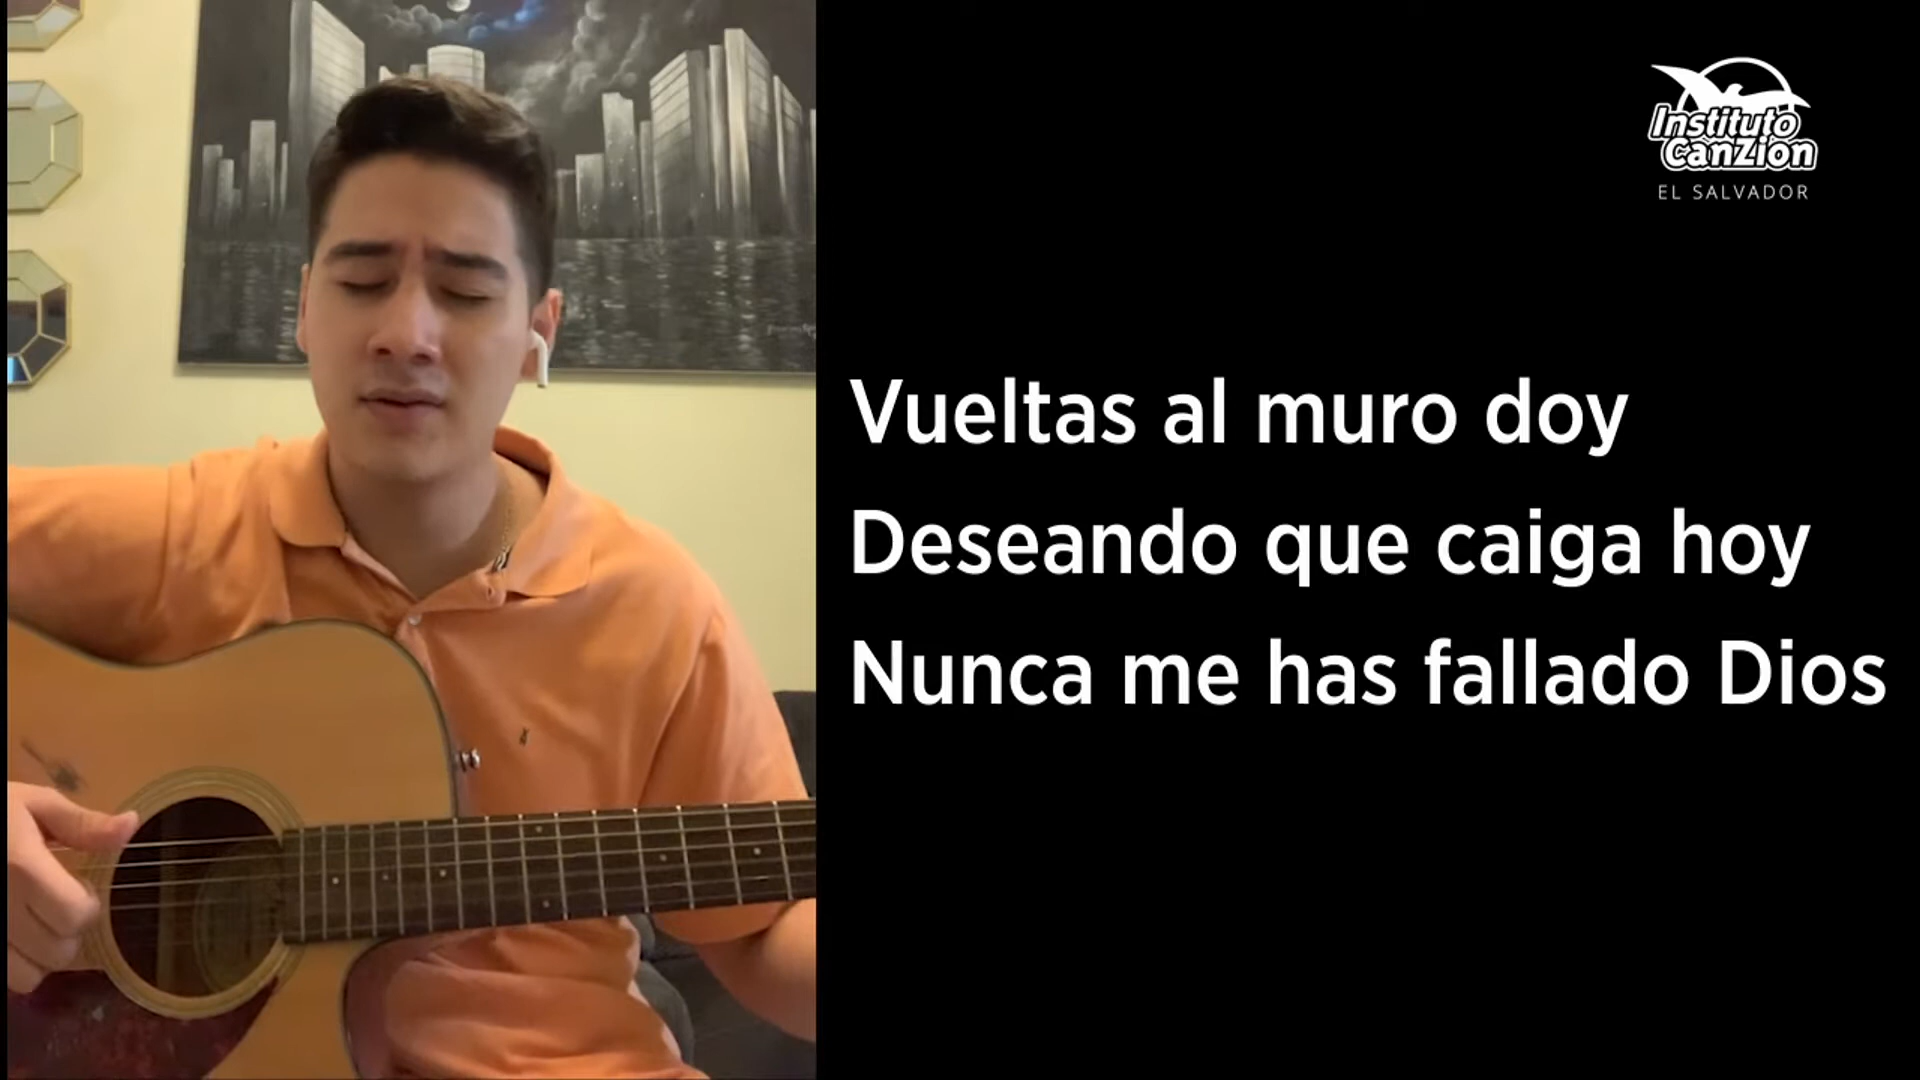 Instituto
CanZion
EL SALVADOR
Vueltas al muro doy
Deseando que caiga hoy
Nunca me has fallado Dios